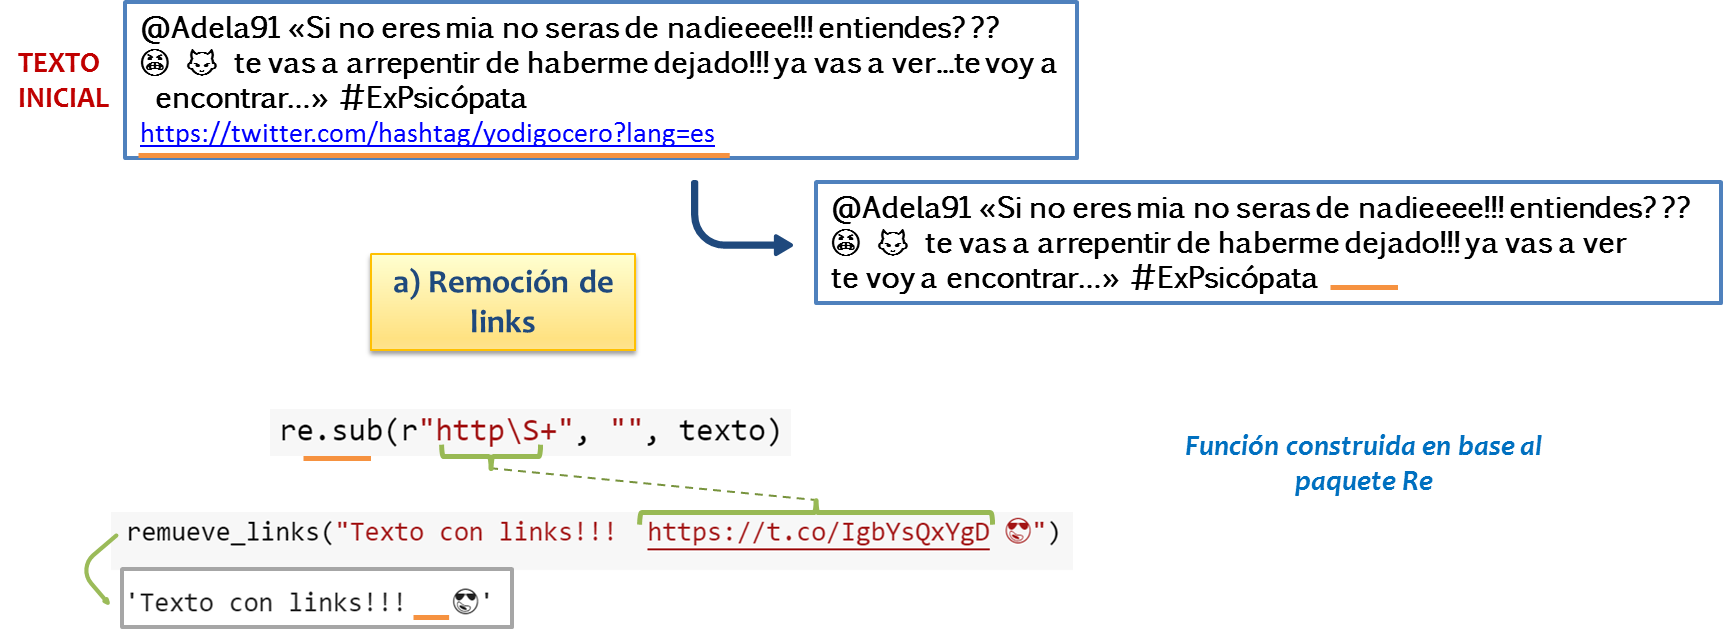 TEXTO
INICIAL
@Adela91 «Si no eres mia no seras de nadieeee!!! entiendes? ??
😬 😼 te vas a arrepentir de haberme dejado!!! ya vas a ver...te voy a
encontrar...» #ExPsicópata
https://twitter.com/hashtag/yodigocero?lang=es
@Adela91 «Si no eres mia no seras de nadieeee!!! entiendes? ??
😬 😼 te vas a arrepentir de haberme dejado!!! ya vas a ver
te voy a encontrar...» #ExPsicópata
a) Remoción de
links
re.sub(r"http\S+", "", texto)
Función construida en base al
paquete Re
remueve_links("Texto con links!!! https://t.co/IgbYsQxYgD 😎")
'Texto con links!!! 😎'